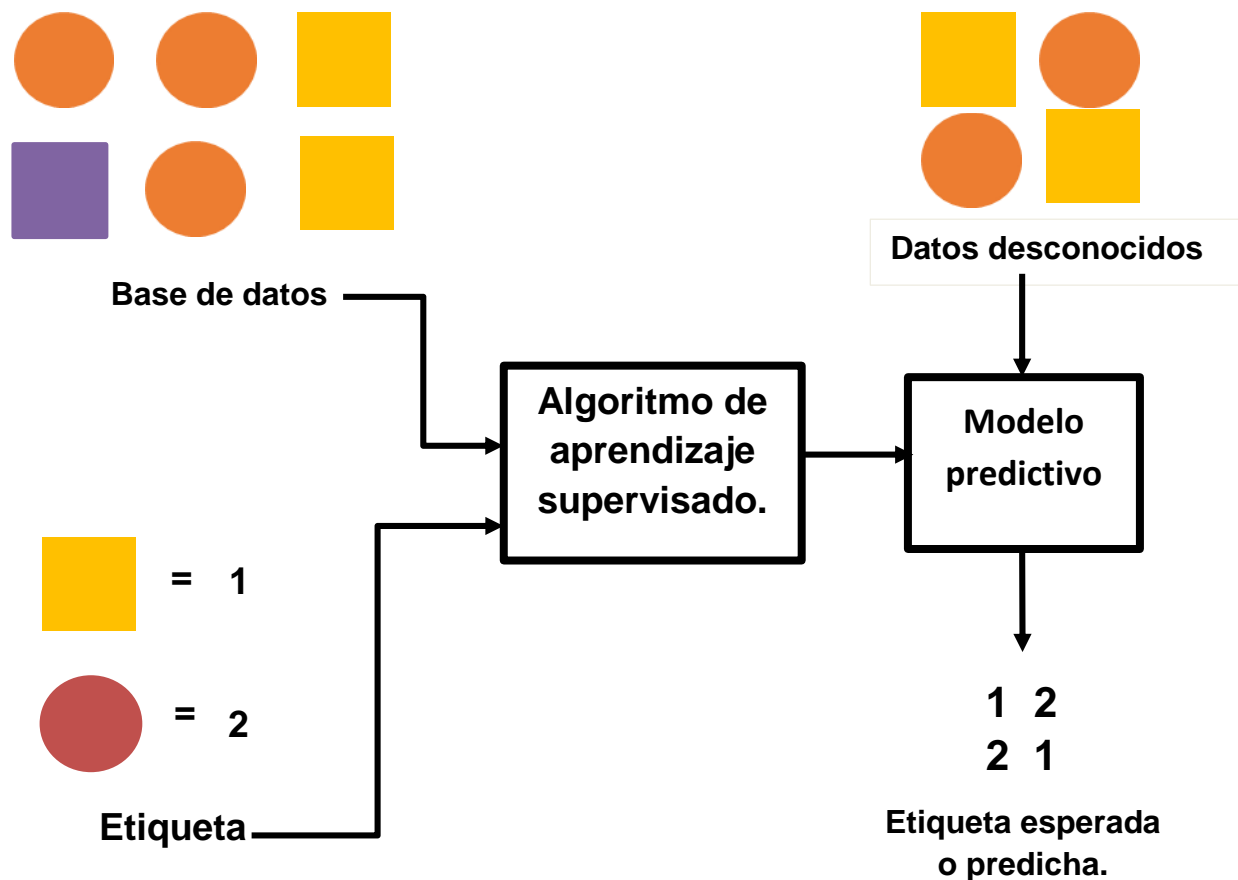 Datos desconocidos
Base de datos
Algoritmo de
aprendizaje
supervisado.
Modelo
predictivo
= 1
= 2
Etiqueta
1 2
2 1
Etiqueta esperada
o predicha.